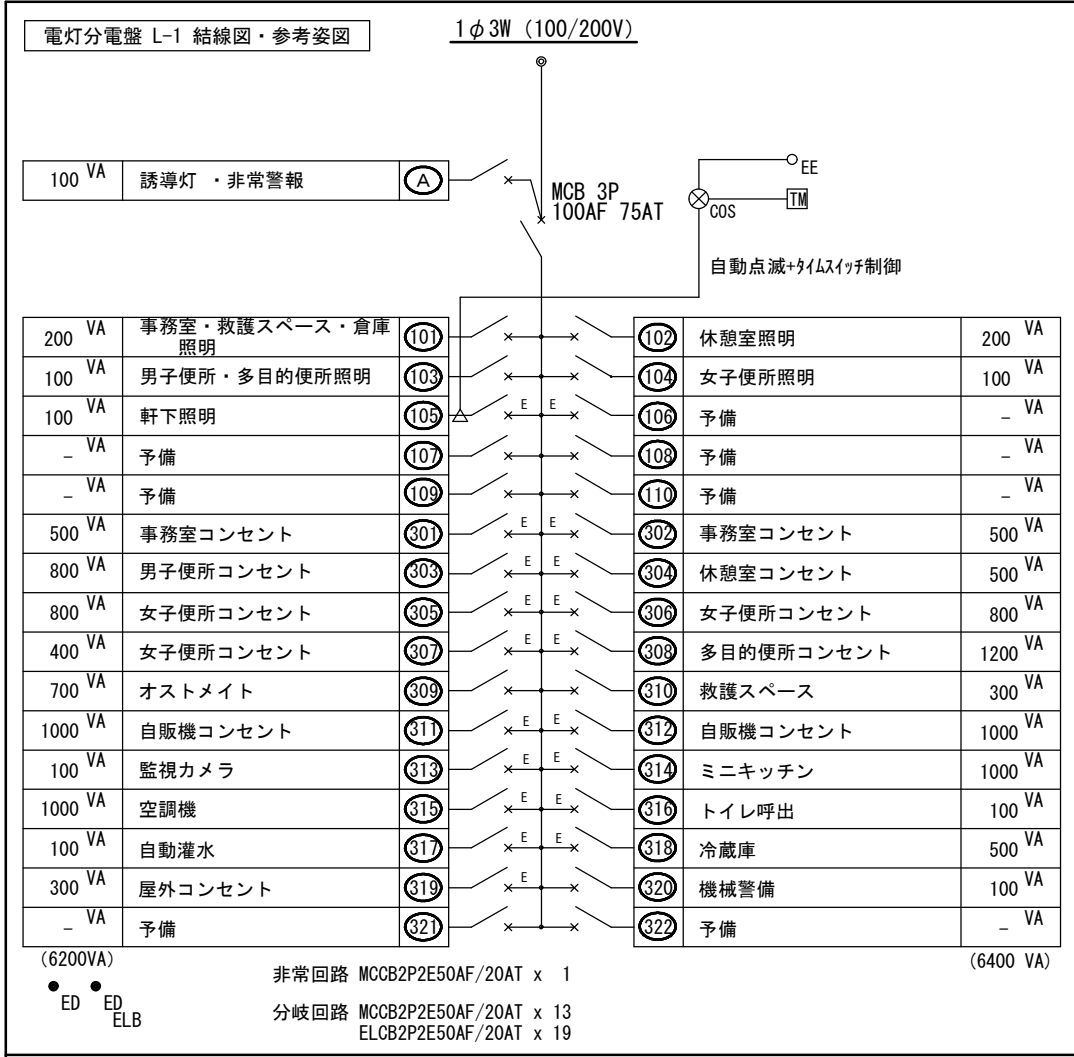 電灯分電盤 L-1 結線図・参考姿図
1φ3W (100/200V)
100 VA 誘導灯 ・非常警報 A
MCB 3P
100AF 75AT
EE
COS
TM
自動点滅+ﾀｲﾑｽｲｯﾁ制御
200 VA 事務室・救護スペース・倉庫
照明 101
102 休憩室照明 200 VA
100 VA 男子便所・多目的便所照明 103
104 女子便所照明 100 VA
100 VA 軒下照明 105 E E 106 予備 - VA
- VA 予備 107 108 予備 - VA
- VA 予備 109 110 予備 - VA
500 VA 事務室コンセント 301 E E 302 事務室コンセント 500 VA
800 VA 男子便所コンセント 303 E E 304 休憩室コンセント 500 VA
800 VA 女子便所コンセント 305 E E 306 女子便所コンセント 800 VA
400 VA 女子便所コンセント 307 E E 308 多目的便所コンセント 1200 VA
700 VA オストメイト 309 310 救護スペース 300 VA
1000 VA 自販機コンセント 311 E E 312 自販機コンセント 1000 VA
100 VA 監視カメラ 313 E E 314 ミニキッチン 1000 VA
1000 VA 空調機 315 E E 316 トイレ呼出 100 VA
100 VA 自動灌水 317 E E 318 冷蔵庫 500 VA
300 VA 屋外コンセント 319 E 320 機械警備 100 VA
- VA 予備 321 322 予備 - VA
(6200VA)
(6400 VA)
ED ED
ELB
非常回路 MCCB2P2E50AF/20AT x 1
分岐回路 MCCB2P2E50AF/20AT x 13
ELCB2P2E50AF/20AT x 19